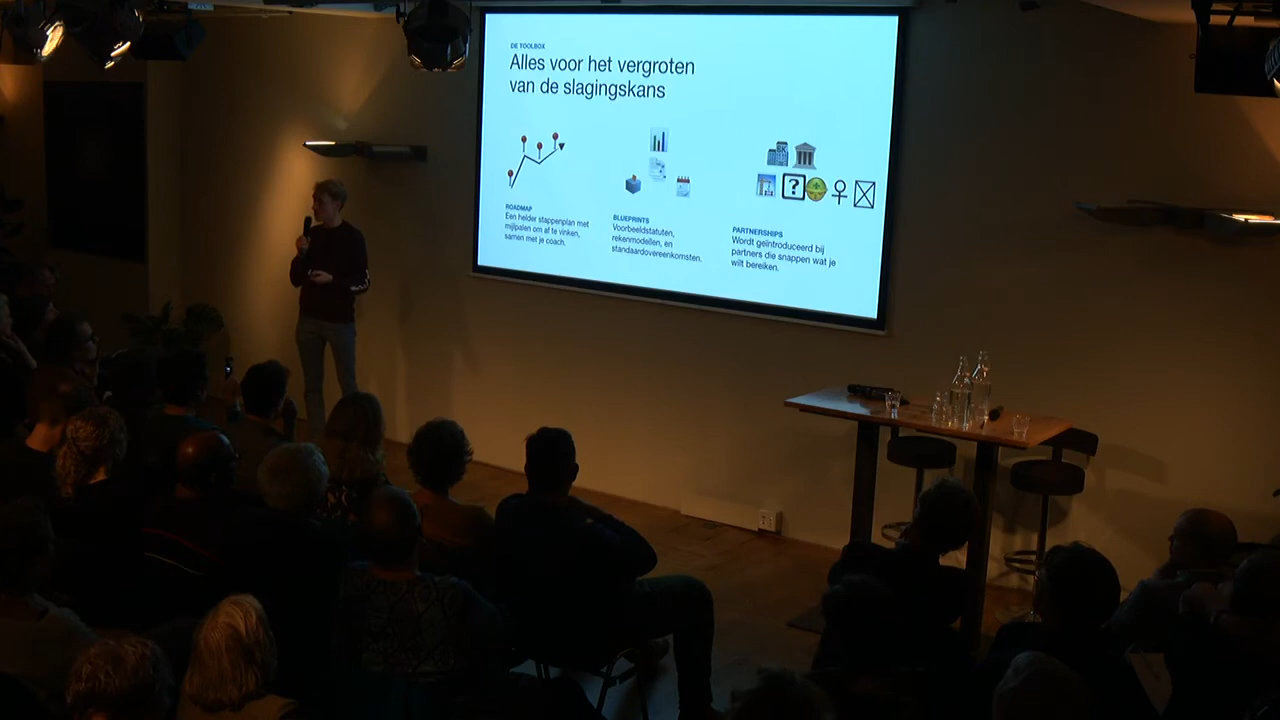 DE TOOLBOX
Alles voor het vergroten
van de slagingskans
ROADMAP
Een helder stappenplan met
mijlpalen om af te vinken,
samen met je coach.
BLUEPRINTS
Voorbeeldstatuten,
rekenmodellen, en
standaardovereenkomsten.
PARTNERSHIPS
Wordt geïntroduceerd bij
partners die snappen wat je
wilt bereiken.